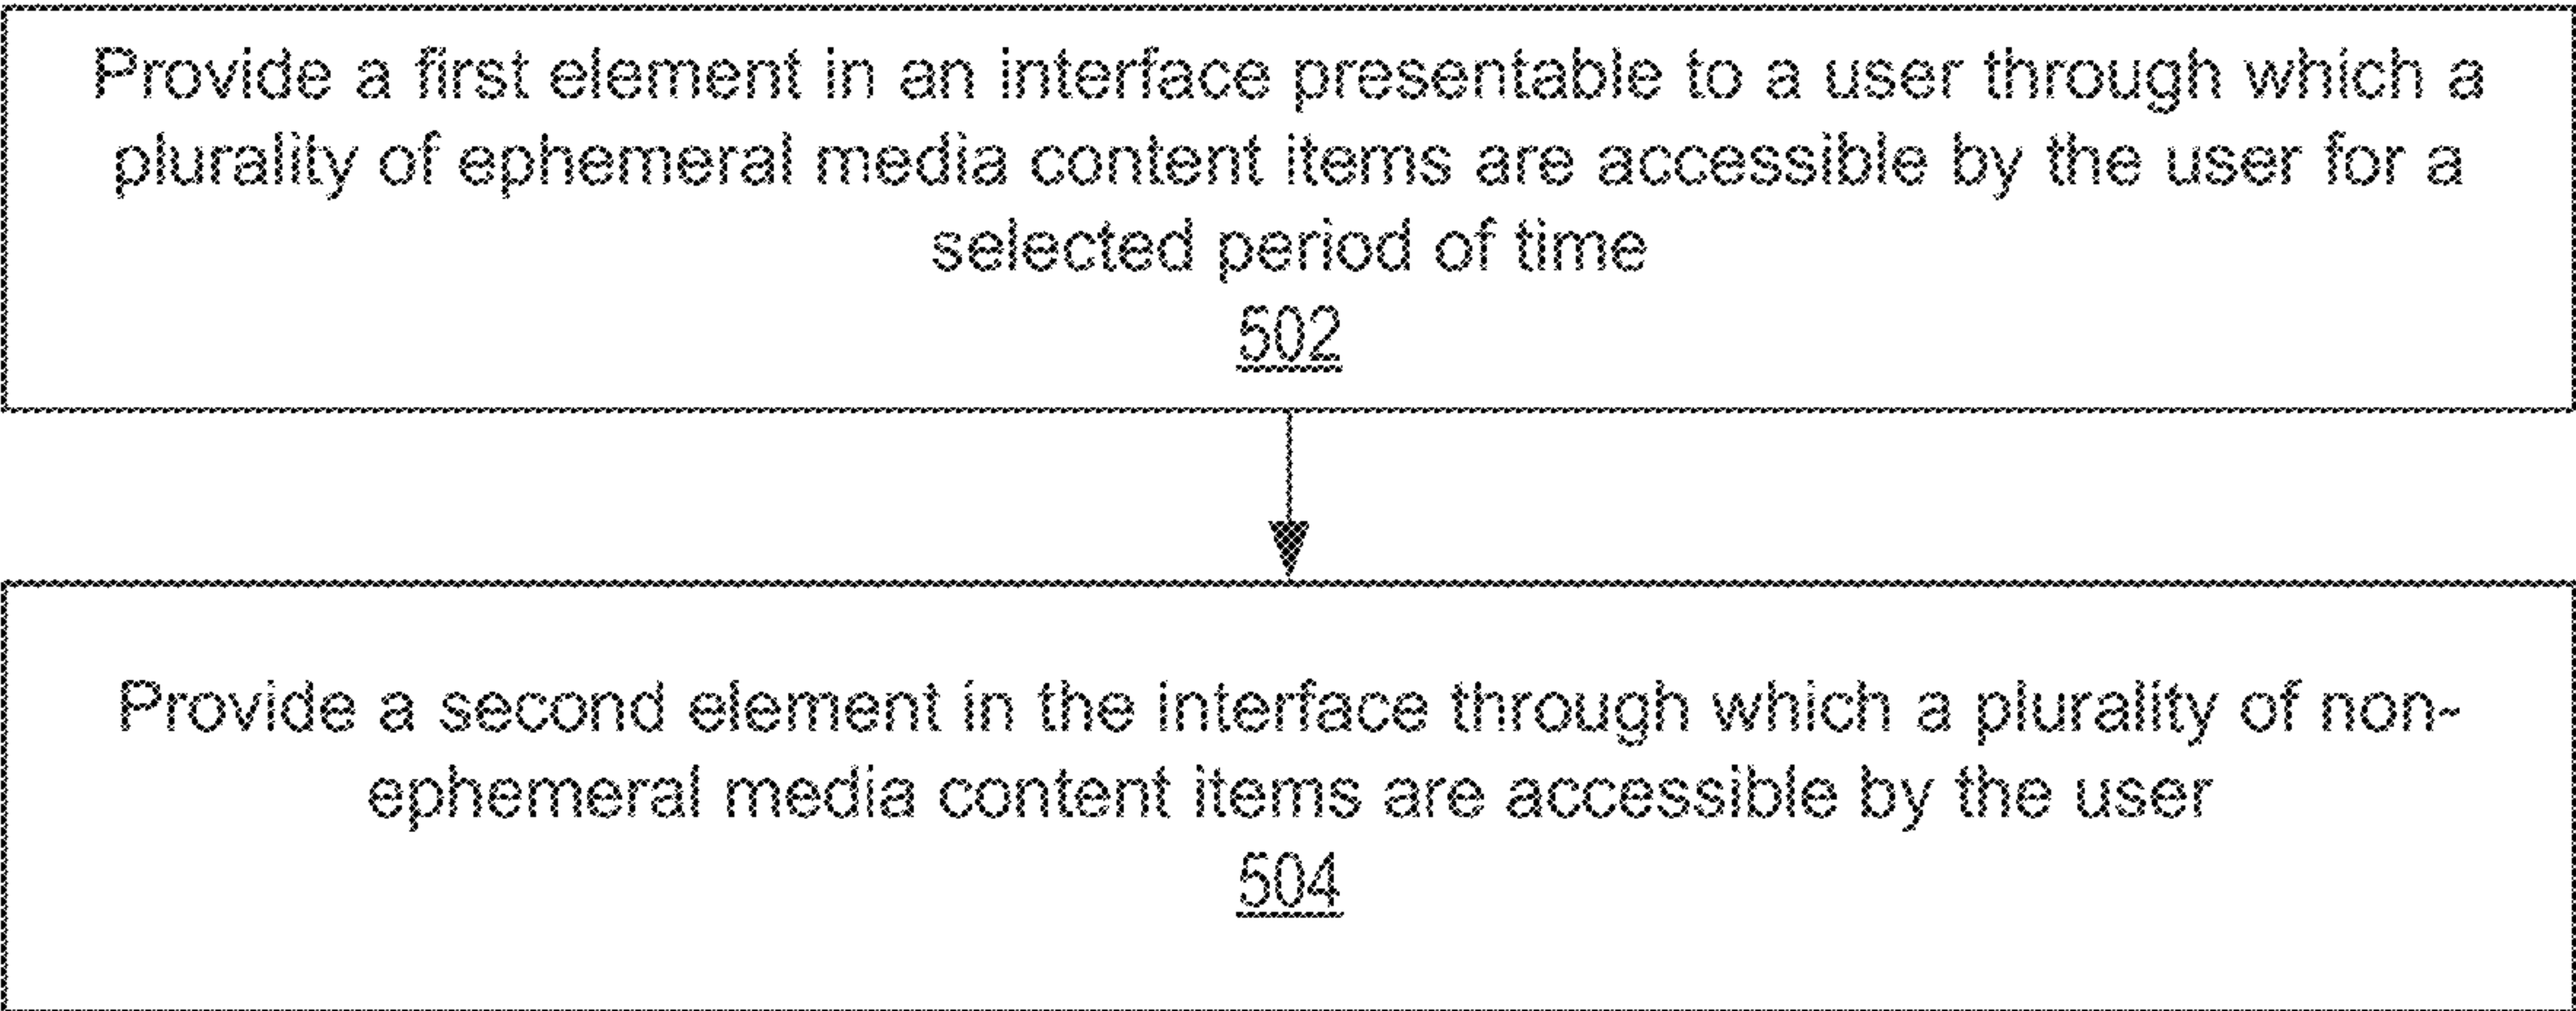 Provide a first element in an interface presentable to a user through which a
plurality of ephemeral media content items are accessible by the user for a
selected period of time
502
Provide a second element in the interface through which a plurality of non-
ephemeral media content items are accessible by the user
504